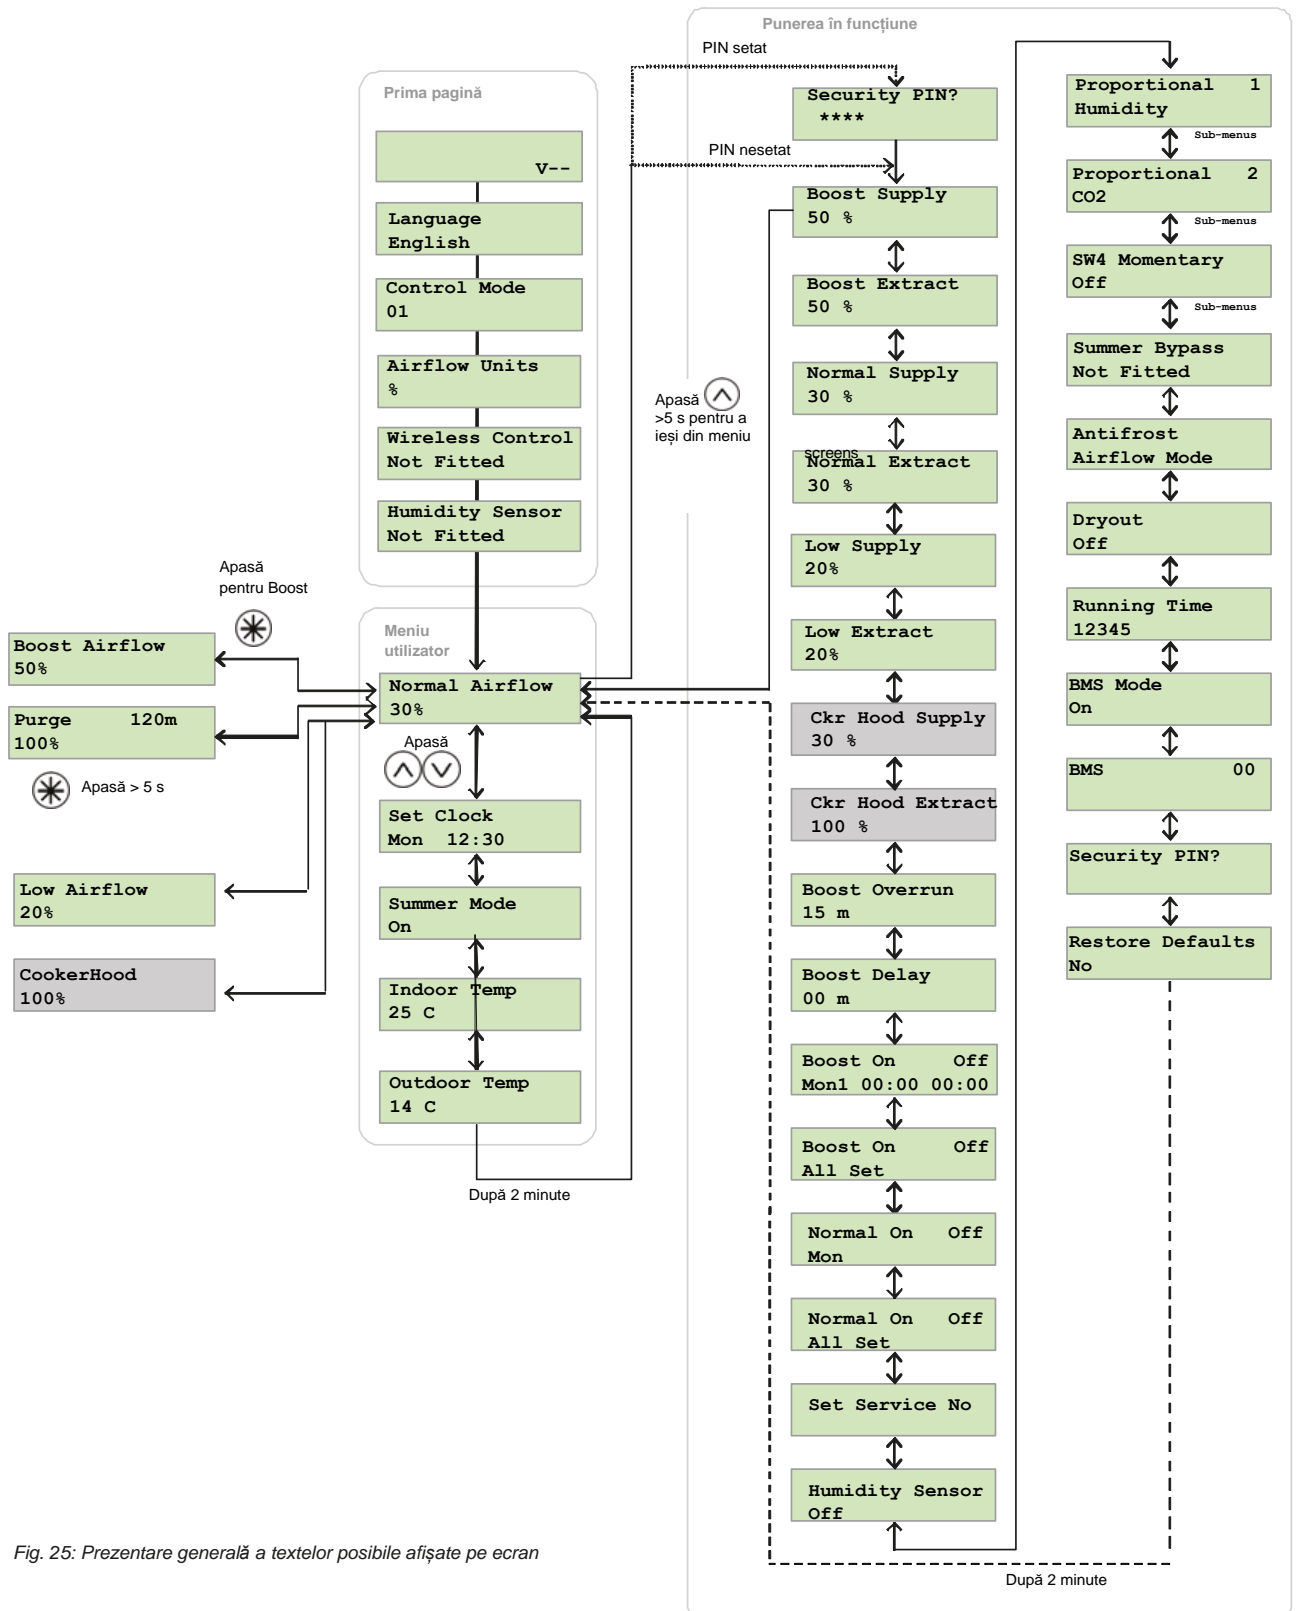 Punerea în funcțiune
PIN setat
Prima pagină
V--
Language
English
Control Mode
01
Airflow Units
%
Wireless Control
Not Fitted
Humidity Sensor
Not Fitted
Apasă
pentru Boost
Boost Airflow
50%
Purge 120m
100%
Apasă > 5 s
Low Airflow
20%
CookerHood
100%
Meniu
utilizator
Normal Airflow
30%
Apasă
Set Clock
Mon 12:30
Summer Mode
On
Indoor Temp
25 C
Outdoor Temp
14 C
După 2 minute
Security PIN?
****
PIN nesetat
Boost Supply
50 %
Boost Extract
50 %
Normal Supply
30 %
Apasă
>5 s pentru a
ieși din meniu
screens
Normal Extract
30 %
Low Supply
20%
Low Extract
20%
Ckr Hood Supply
30 %
Ckr Hood Extract
100 %
Boost Overrun
15 m
Boost Delay
00 m
Boost On Off
Mon1 00:00 00:00
Boost On Off
All Set
Normal On Off
Mon
Normal On Off
All Set
Set Service No
Humidity Sensor
Off
Proportional 1
Humidity
Sub-menus
Proportional 2
CO2
Sub-menus
SW4 Momentary
Off
Sub-menus
Summer Bypass
Not Fitted
Antifrost
Airflow Mode
Dryout
Off
Running Time
12345
BMS Mode
On
BMS 00
Security PIN?
Restore Defaults
No
După 2 minute
Fig. 25: Prezentare generală a textelor posibile afișate pe ecran